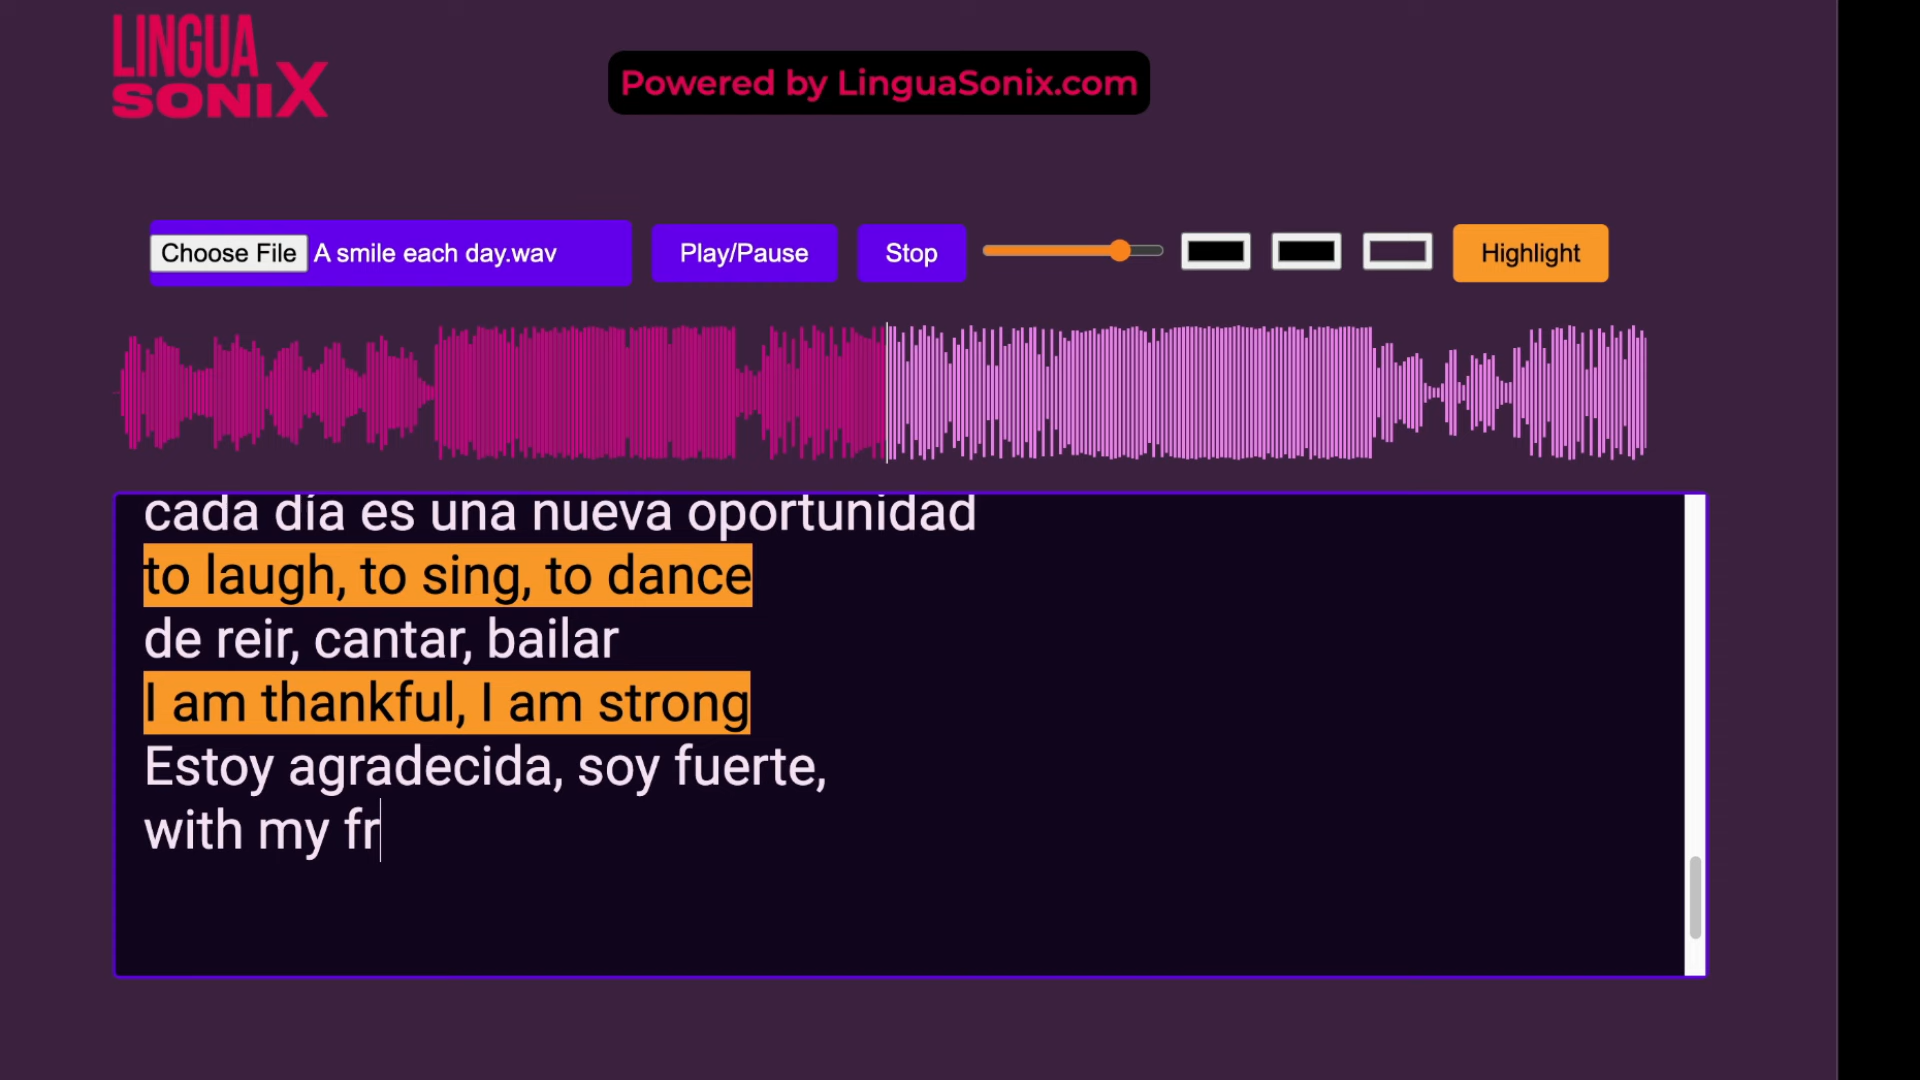 LINGUA
SONIX
Powered by LinguaSonix.com
Choose File A smile each day.wav
Play/Pause
Stop
Highlight
cada día es una nueva oportunidad
to laugh, to sing, to dance
de reir, cantar, bailar
I am thankful, I am strong
Estoy agradecida, soy fuerte,
with my fr